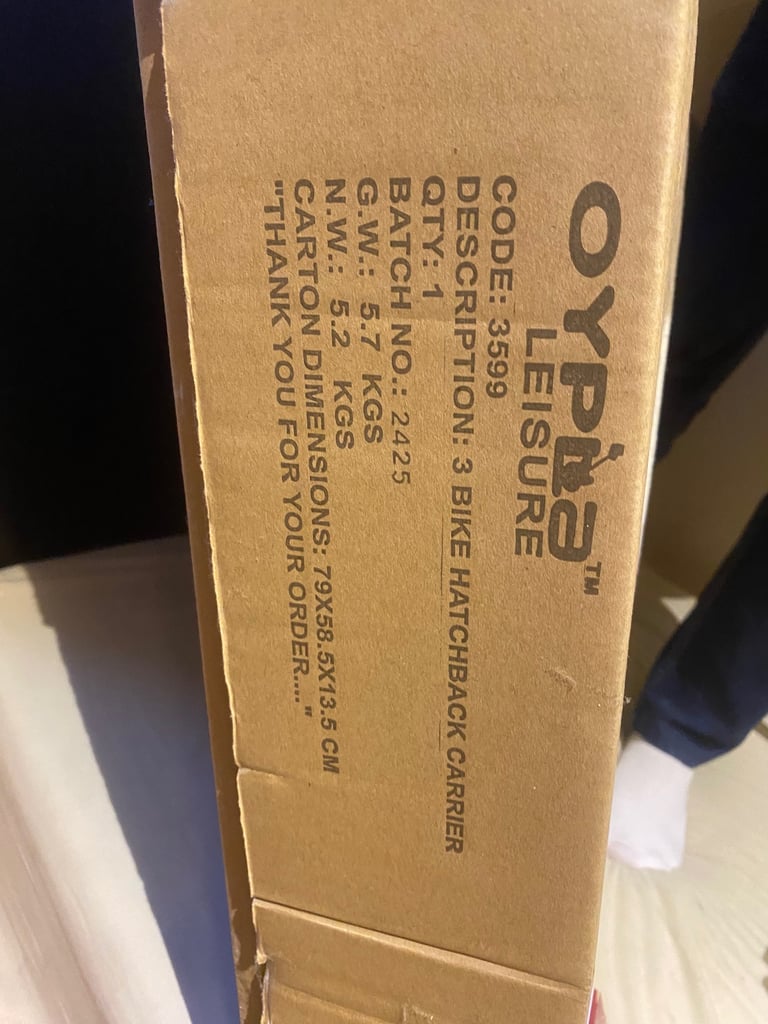 OYPLA™
LEISURE
CODE: 3599
DESCRIPTION: 3 BIKE HATCHBACK CARRIER
QTY: 1
BATCH NO.: 2425
G.W.: 5.7 KGS
N.W.: 5.2 KGS
CARTON DIMENSIONS: 79X58.5X13.5 CM
"THANK YOU FOR YOUR ORDER...."